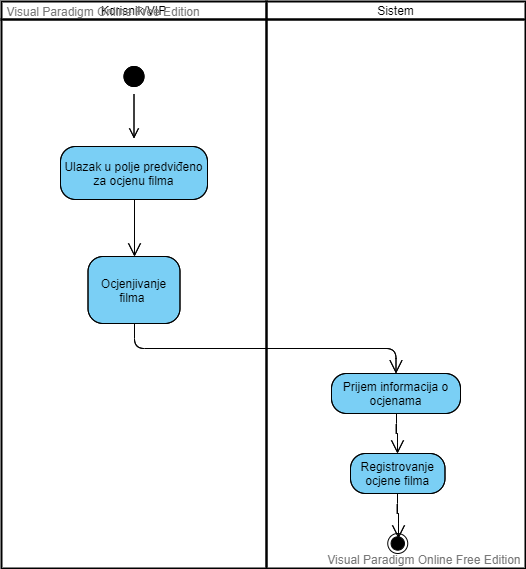 Visual Paradigm Online Free Edition
Korisnik/VIP
Sistem
Ulazak u polje predviđeno
za ocjenu filma
Ocjenjivanje
filma
Prijem informacija o
ocjenama
Registrovanje
ocjene filma
Visual Paradigm Online Free Edition